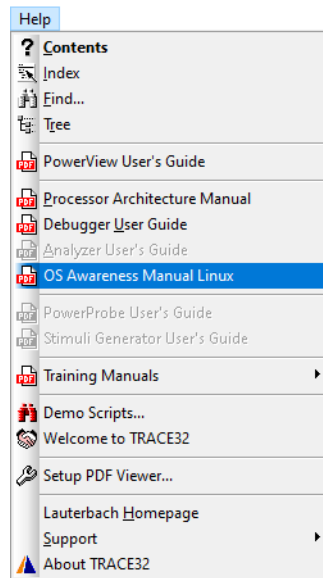 Help
Contents
Index
Find...
Tree
PowerView User's Guide
Processor Architecture Manual
Debugger User Guide
Analyzer User's Guide
OS Awareness Manual Linux
PowerProbe User's Guide
Stimuli Generator User's Guide
Training Manuals
Demo Scripts...
Welcome to TRACE32
Setup PDF Viewer...
Lauterbach Homepage
Support
About TRACE32